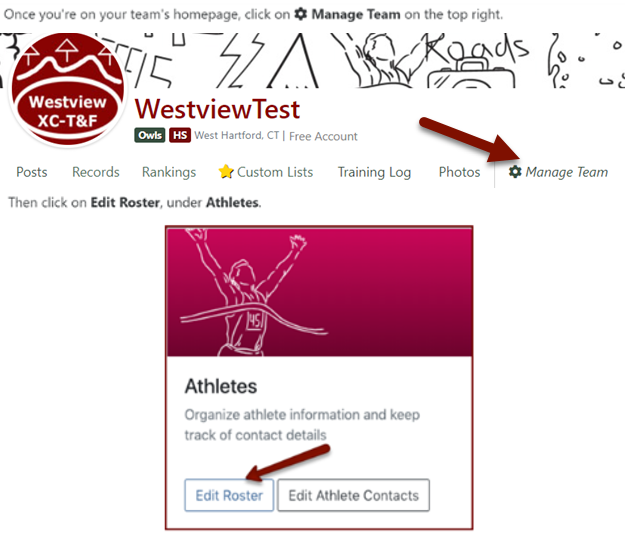 Once you're on your team's homepage, click on Manage Team on the top right.
Roads
Westview
XC-T&F
WestviewTest
Owls HS West Hartford, CT | Free Account
Posts Records Rankings Custom Lists Training Log Photos Manage Team
Then click on Edit Roster, under Athletes.
45
Athletes
Organize athlete information and keep
track of contact details
Edit Roster Edit Athlete Contacts